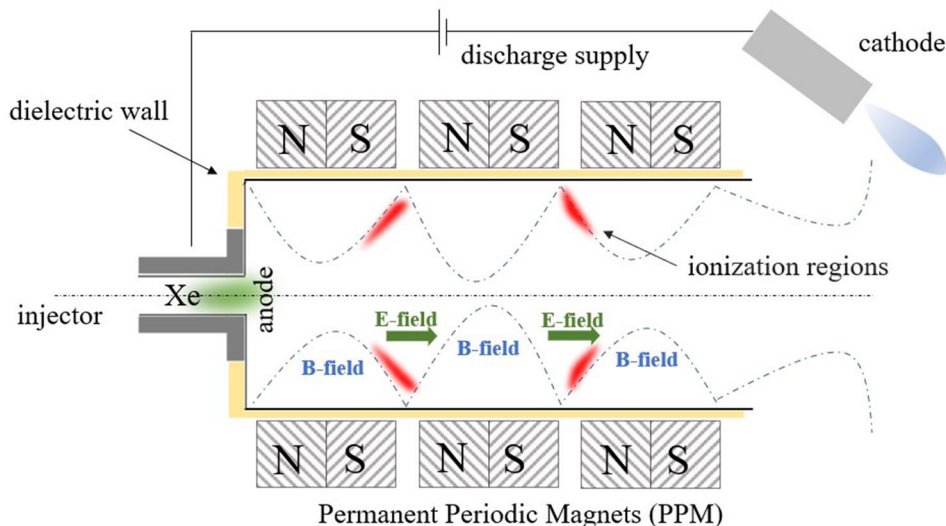 cathode
discharge supply
dielectric wall
N S N S N S
ionization regions
Xe
anode
injector
E-field E-field
B-field B-field B-field
N S N S N S
Permanent Periodic Magnets (PPM)